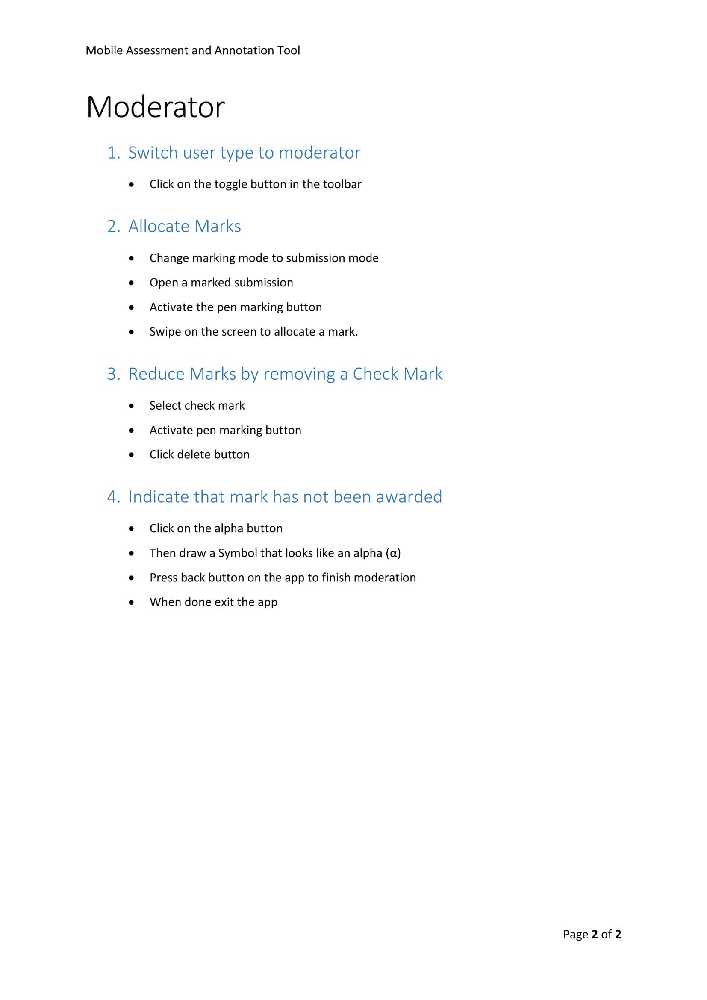 Mobile Assessment and Annotation Tool
Moderator
1. Switch user type to moderator
• Click on the toggle button in the toolbar
2. Allocate Marks
• Change marking mode to submission mode
• Open a marked submission
• Activate the pen marking button
• Swipe on the screen to allocate a mark.
3. Reduce Marks by removing a Check Mark
• Select check mark
• Activate pen marking button
• Click delete button
4. Indicate that mark has not been awarded
• Click on the alpha button
• Then draw a Symbol that looks like an alpha (α)
• Press back button on the app to finish moderation
• When done exit the app
Page 2 of 2